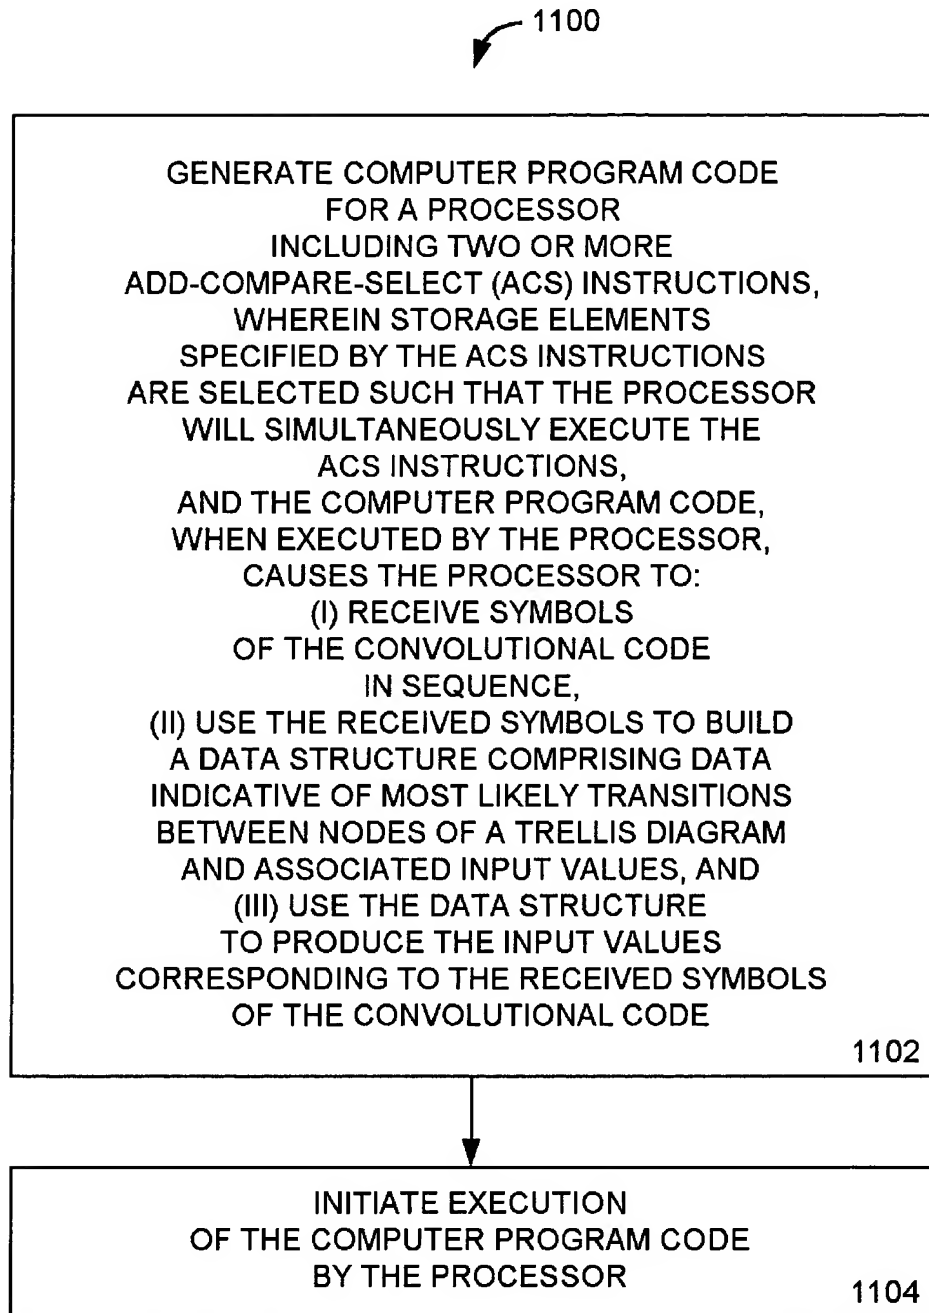 1100
GENERATE COMPUTER PROGRAM CODE
FOR A PROCESSOR
INCLUDING TWO OR MORE
ADD-COMPARE-SELECT (ACS) INSTRUCTIONS,
WHEREIN STORAGE ELEMENTS
SPECIFIED BY THE ACS INSTRUCTIONS
ARE SELECTED SUCH THAT THE PROCESSOR
WILL SIMULTANEOUSLY EXECUTE THE
ACS INSTRUCTIONS,
AND THE COMPUTER PROGRAM CODE,
WHEN EXECUTED BY THE PROCESSOR,
CAUSES THE PROCESSOR TO:
(I) RECEIVE SYMBOLS
OF THE CONVOLUTIONAL CODE
IN SEQUENCE,
(II) USE THE RECEIVED SYMBOLS TO BUILD
A DATA STRUCTURE COMPRISING DATA
INDICATIVE OF MOST LIKELY TRANSITIONS
BETWEEN NODES OF A TRELLIS DIAGRAM
AND ASSOCIATED INPUT VALUES, AND
(III) USE THE DATA STRUCTURE
TO PRODUCE THE INPUT VALUES
CORRESPONDING TO THE RECEIVED SYMBOLS
OF THE CONVOLUTIONAL CODE
1102
INITIATE EXECUTION
OF THE COMPUTER PROGRAM CODE
BY THE PROCESSOR
1104